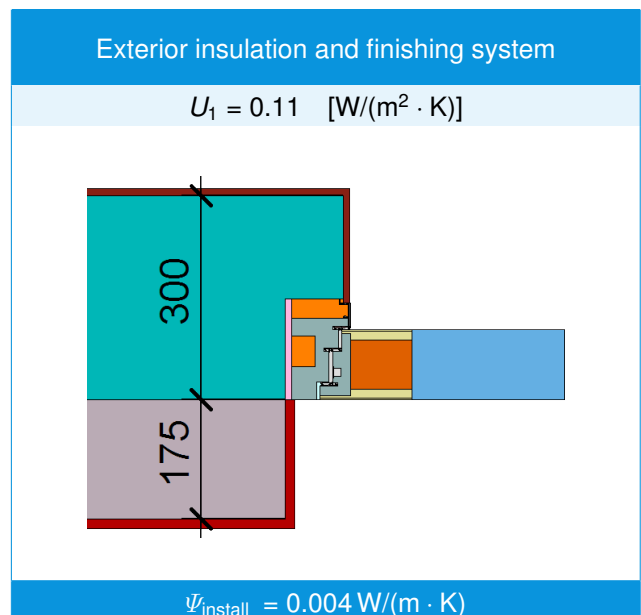 Exterior insulation and finishing system
U₁ = 0.11 [W/(m² · K)]
300
175
Ψinstall = 0.004 W/(m · K)